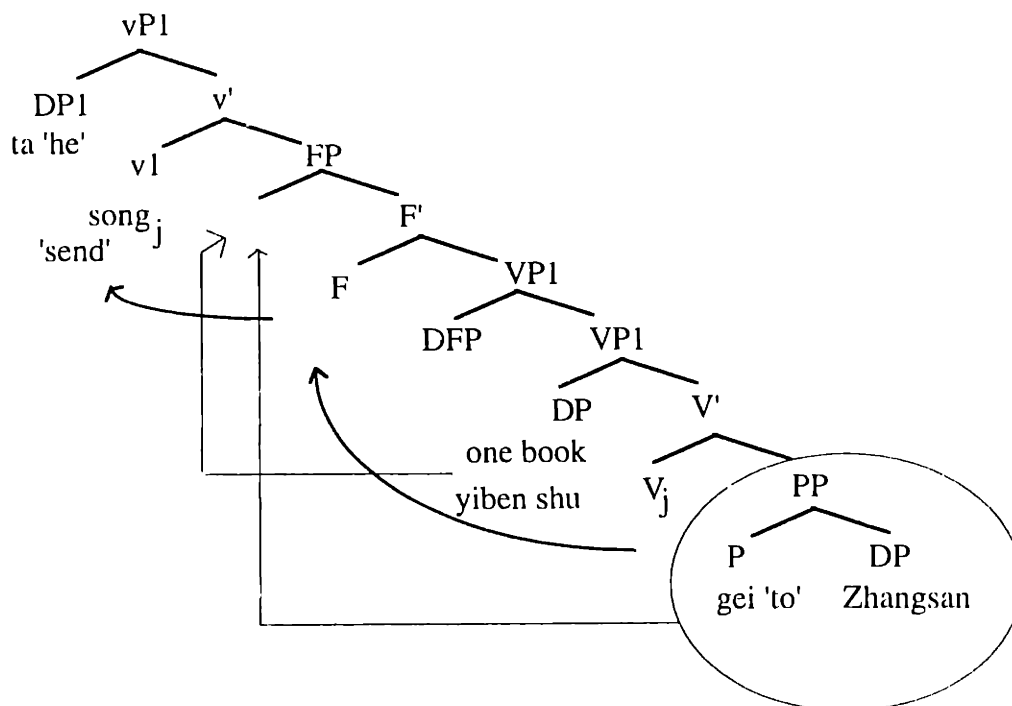 vP1
DP1 v'
ta 'he'
v1 FP
song j F'
'send'
F VP1
DFP VP1
DP V'
one book
yiben shu V j PP
P DP
gei 'to' Zhangsan